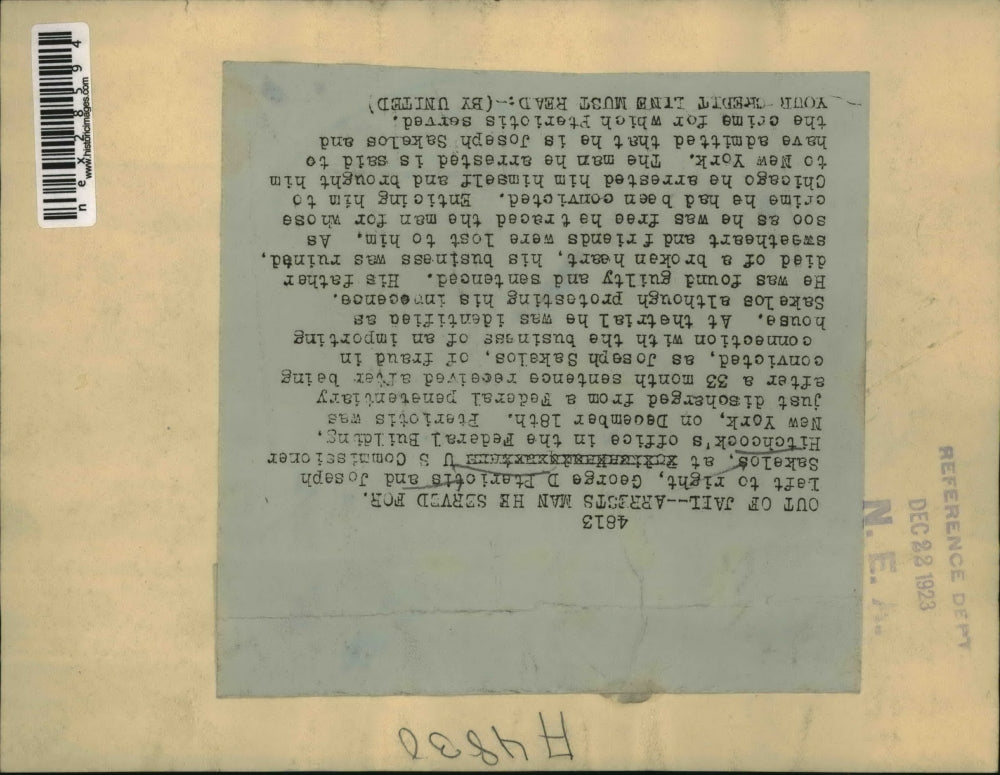 4813
OUT OF JAIL--ARRESTS MAN HE SERVED FOR.
Left to right, George D Pteriotis and Joseph
Sakelos, at U S Commissioner
Hitchcock's office in the Federal Building,
New York, on December 18th. Pteriotis was
just discharged from a Federal penetentiary
after a 33 month sentence received after being
convicted, as Joseph Sakelos, of fraud in
connection with the business of an importing
house. At thetrial he was identified as
Sakelos although protesting his innocence.
He was found guilty and sentenced. His father
died of a broken heart, his business was ruined,
sweetheart and friends were lost to him. As
soo as he was free he traced the man for whose
crime he had been convicted. Enticing him to
Chicago he arrested him himself and brought him
to New York. The man he arrested is said to
have admitted that he is Joseph Sakelos and
the crime for which Pteriotis served.
YOUR CREDIT LINE MUST READ:-(BY UNITED)
REFERENCE DEPT
DEC 22 1923
N. E. A.
A4830
nex28594
www.historicimages.com